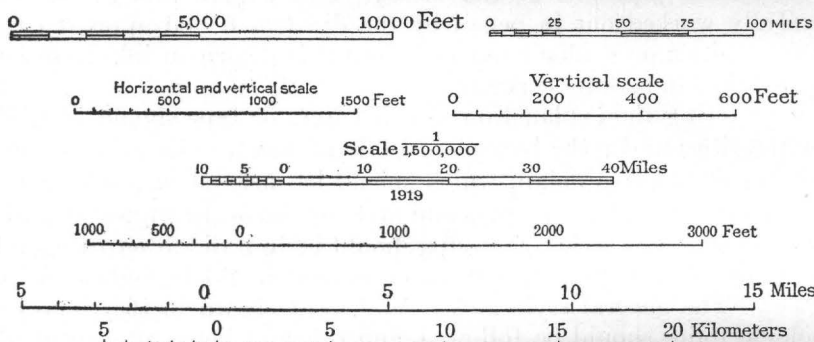 0 5,000 10,000 Feet
0 25 50 75 100 MILES
Horizontal and vertical scale
0 500 1000 1500 Feet
Vertical scale
0 200 400 600 Feet
Scale 1/1,500,000
10 5 0 10 20 30 40 Miles
1919
1000 500 0 1000 2000 3000 Feet
5 0 5 10 15 Miles
5 0 5 10 15 20 Kilometers